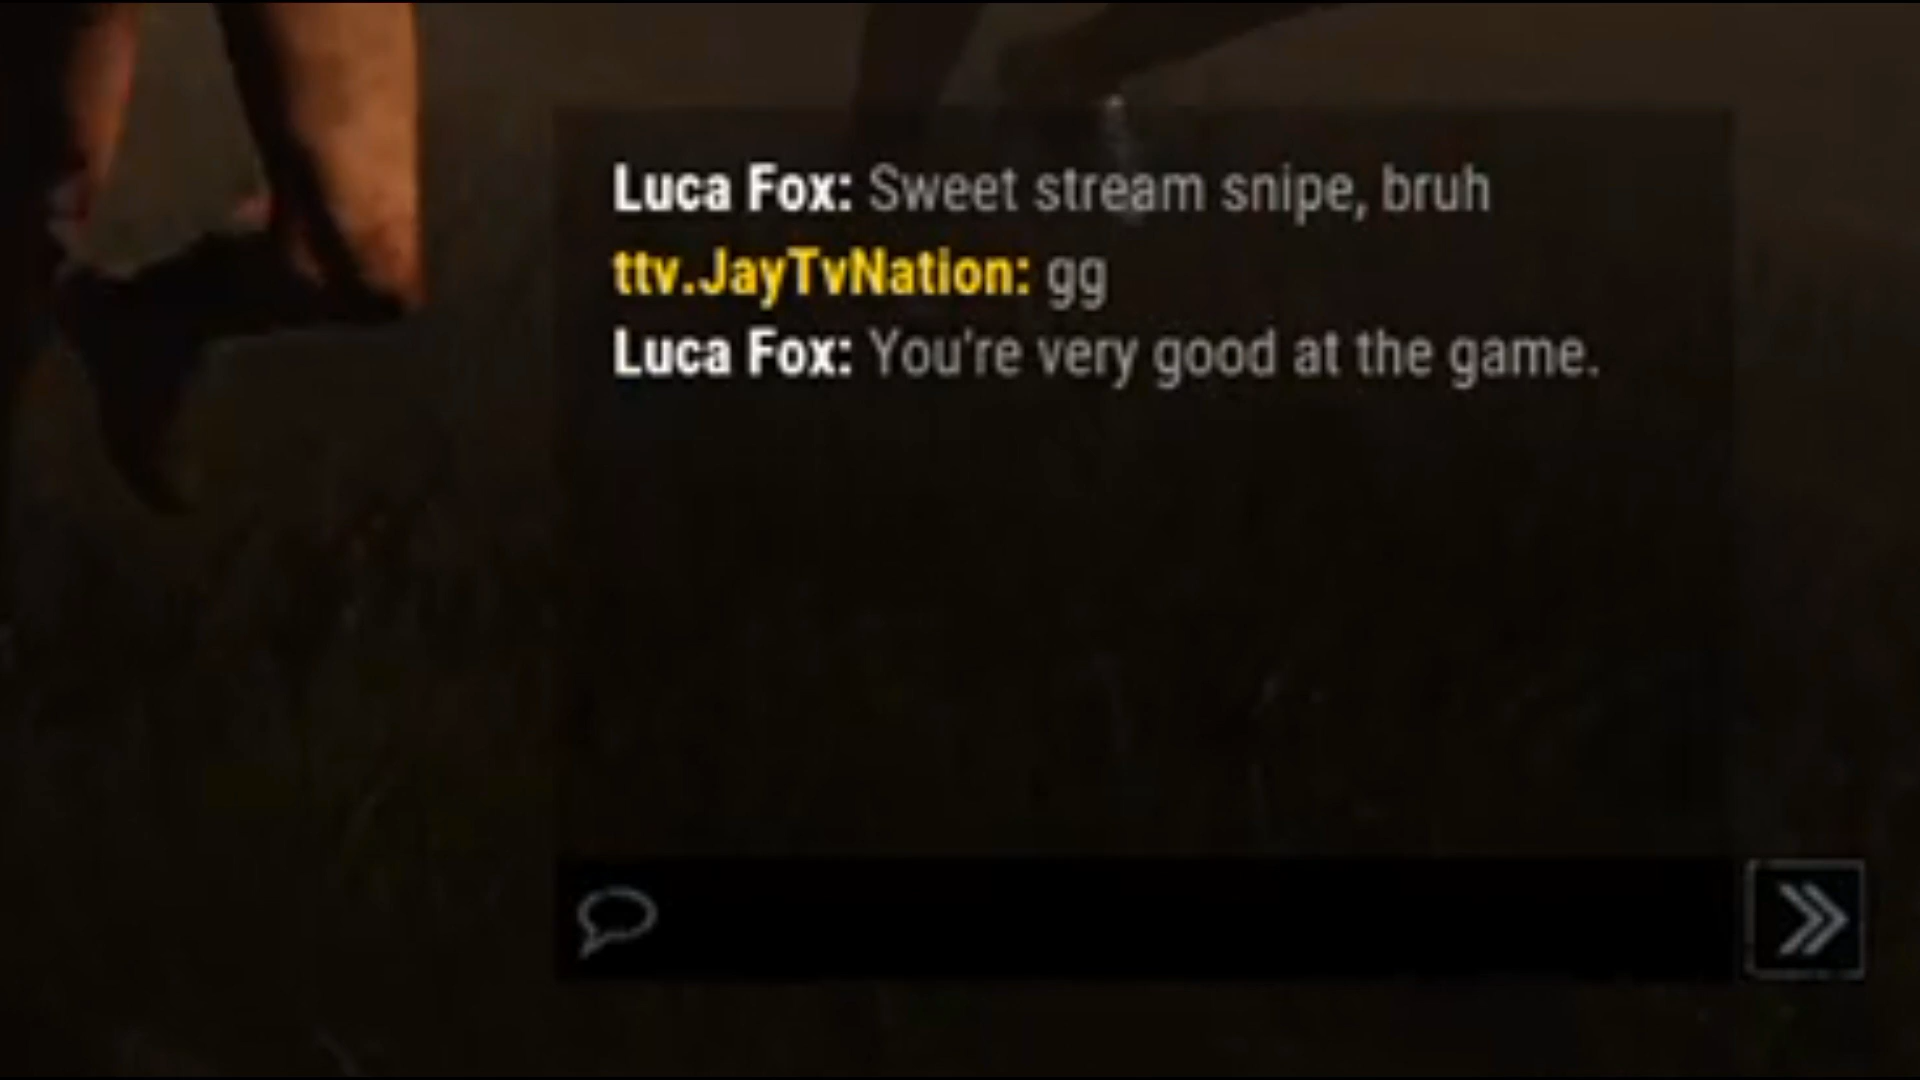 Luca Fox: Sweet stream snipe, bruh
ttv.JayTvNation: gg
Luca Fox: You're very good at the game.